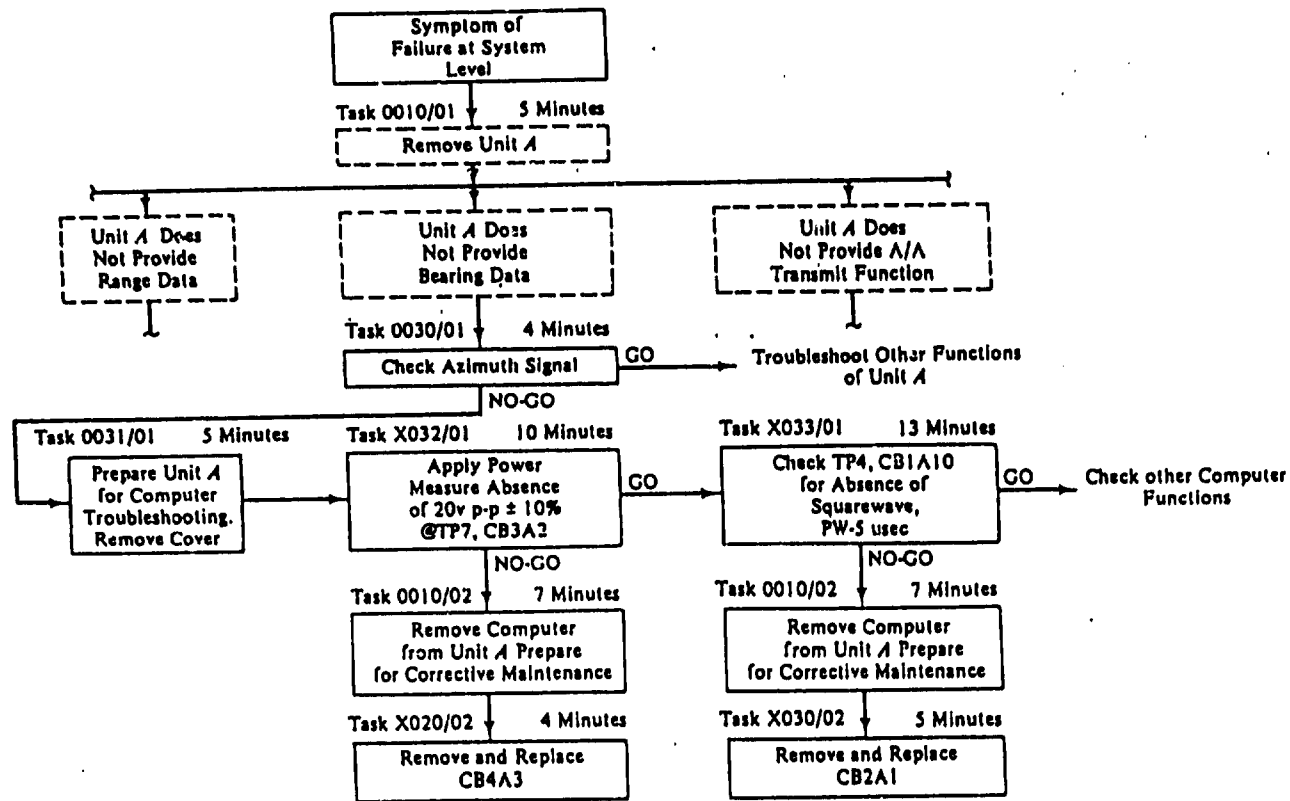 Symptom of
Failure at System
Level
Task 0010/01 5 Minutes
Remove Unit A
Unit A Does
Not Provide
Range Data
Unit A Does
Not Provide
Bearing Data
Unit A Does
Not Provide A/A
Transmit Function
Task 0030/01 4 Minutes
Check Azimuth Signal
GO
Troubleshoot Other Functions
of Unit A
NO-GO
Task 0031/01 5 Minutes
Prepare Unit A
for Computer
Troubleshooting.
Remove Cover
Task X032/01 10 Minutes
Apply Power
Measure Absence
of 20v p-p ± 10%
@TP7, CB3A2
GO
Task X033/01 13 Minutes
Check TP4, CB1A10
for Absence of
Squarewave,
PW-5 usec
GO
Check other Computer
Functions
NO-GO
Task 0010/02 7 Minutes
Remove Computer
from Unit A Prepare
for Corrective Maintenance
Task X020/02 4 Minutes
Remove and Replace
CB4A3
NO-GO
Task 0010/02 7 Minutes
Remove Computer
from Unit A Prepare
for Corrective Maintenance
Task X030/02 5 Minutes
Remove and Replace
CB2A1